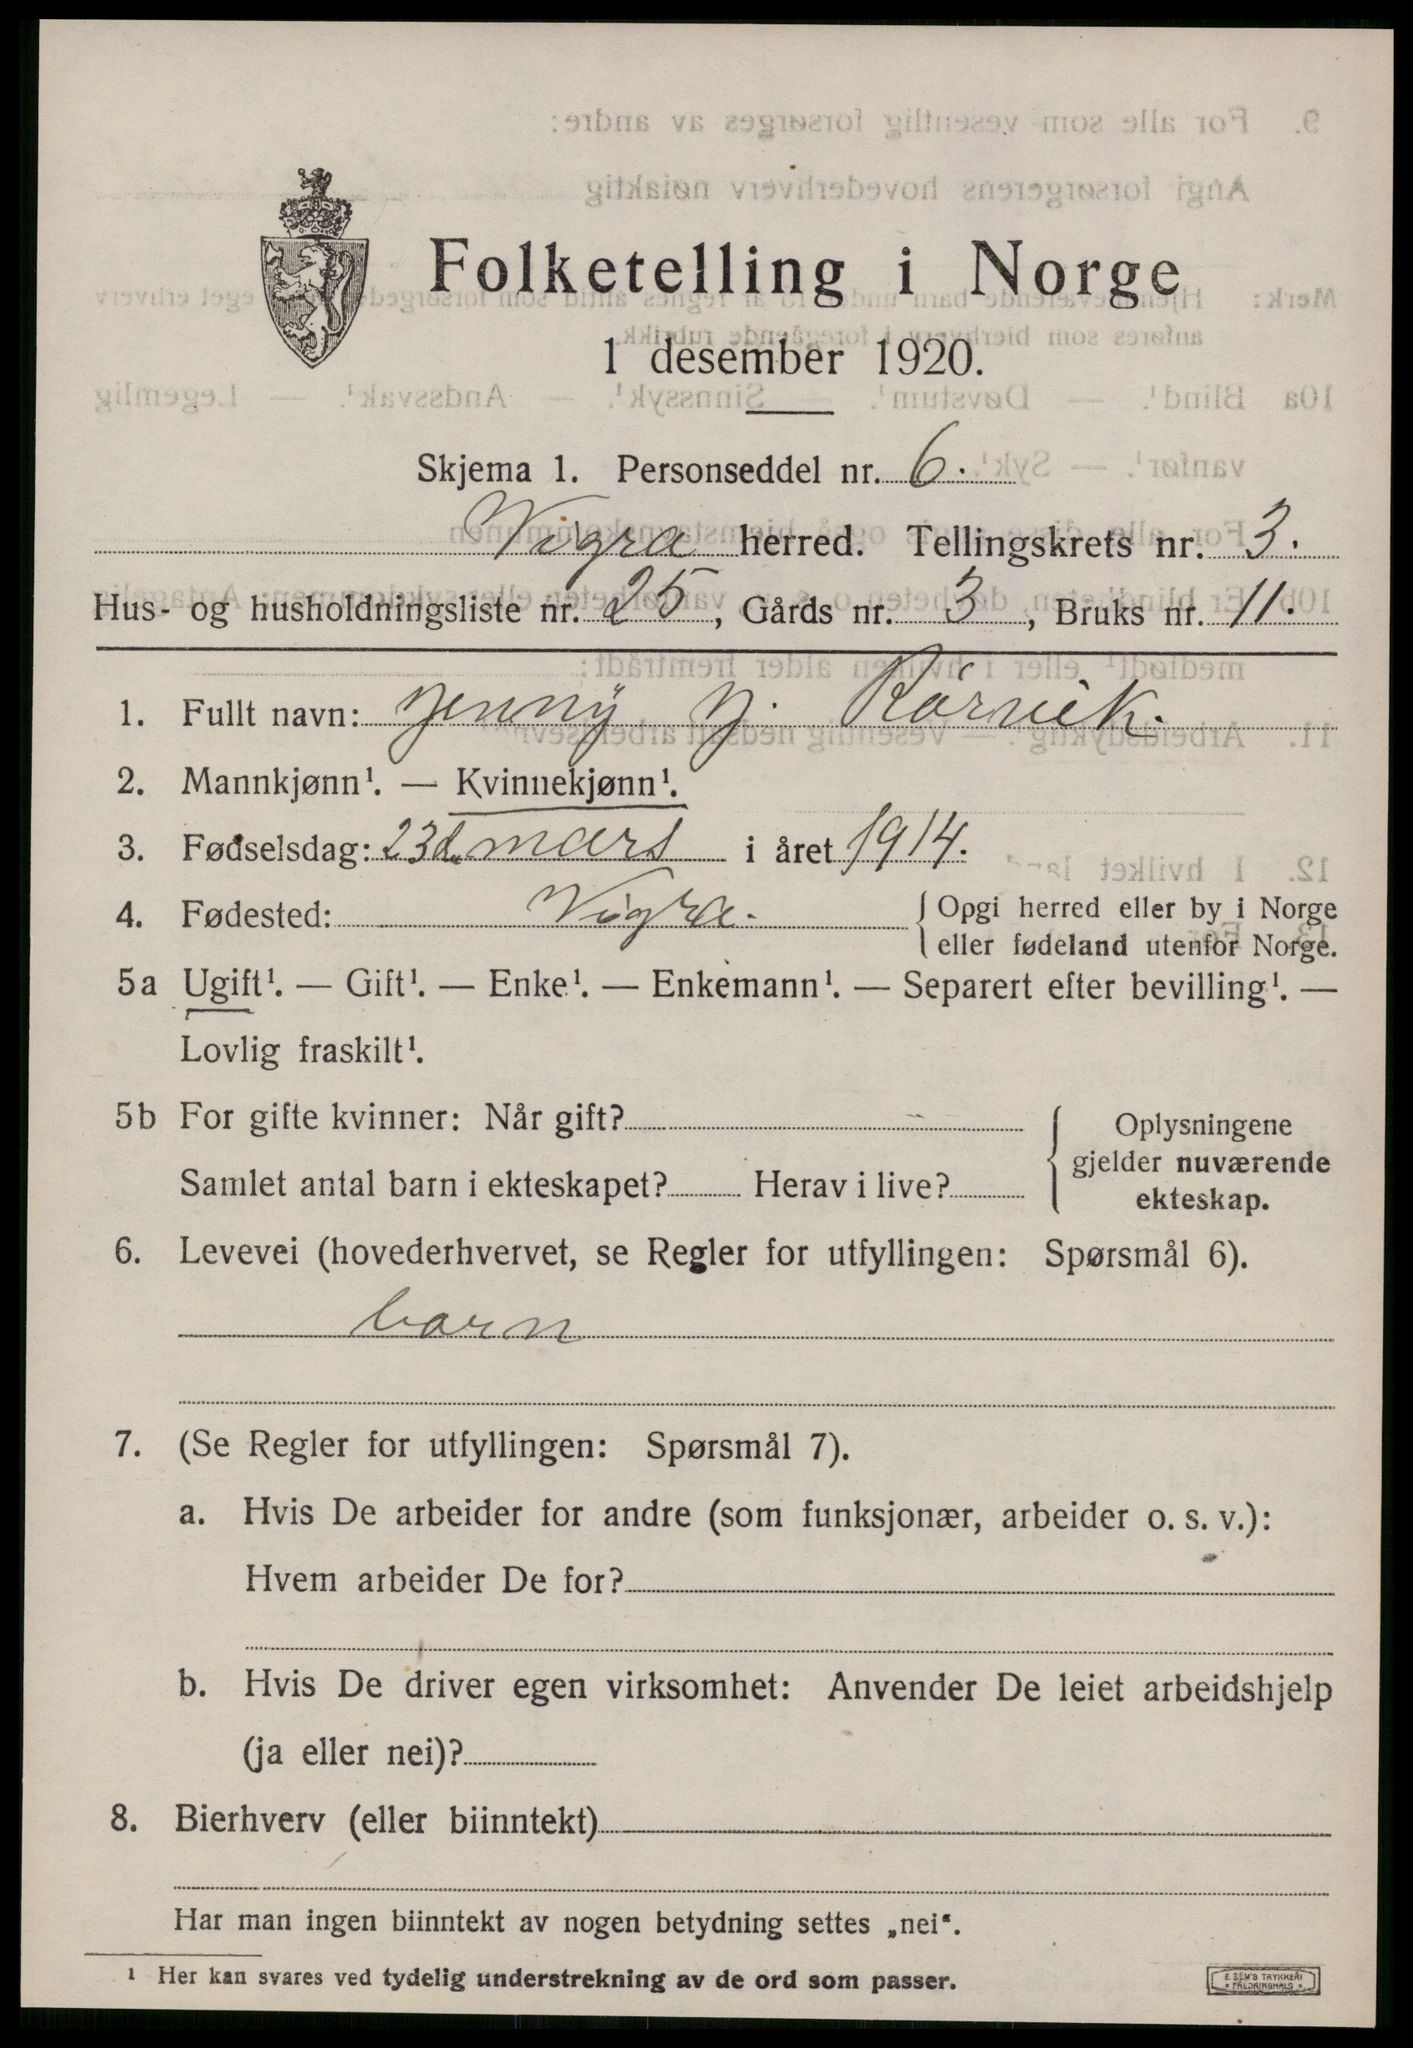 Folketelling i Norge
1 desember 1920.
Skjema 1. Personseddel nr. 6.
Vigra herred. Tellingskrets nr. 3.
Hus- og husholdningsliste nr. 25, Gårds nr. 3, Bruks nr. 11.
1. Fullt navn: Jenny J. Rörvik.
2. Mannkjønn¹. — Kvinnekjønn¹.
3. Fødselsdag: 23de mars i året 1914.
4. Fødested: Vigra. { Opgi herred eller by i Norge
eller fødeland utenfor Norge.
5a Ugift¹. — Gift¹. — Enke¹. — Enkemann¹. — Separert efter bevilling¹. —
Lovlig fraskilt¹.
5b For gifte kvinner: Når gift? { Oplysningene
gjelder nuværende
Samlet antal barn i ekteskapet? Herav i live?
ekteskap.
6. Levevei (hovederhvervet, se Regler for utfyllingen: Spørsmål 6).
barn
7. (Se Regler for utfyllingen: Spørsmål 7).
a. Hvis De arbeider for andre (som funksjonær, arbeider o. s. v.):
Hvem arbeider De for?
b. Hvis De driver egen virksomhet: Anvender De leiet arbeidshjelp
(ja eller nei)?
8. Bierhverv (eller biinntekt)
Har man ingen biinntekt av nogen betydning settes „nei“.
¹ Her kan svares ved tydelig understrekning av de ord som passer.
E. SEM'S TRYKKERI
FREDRIKSHALD